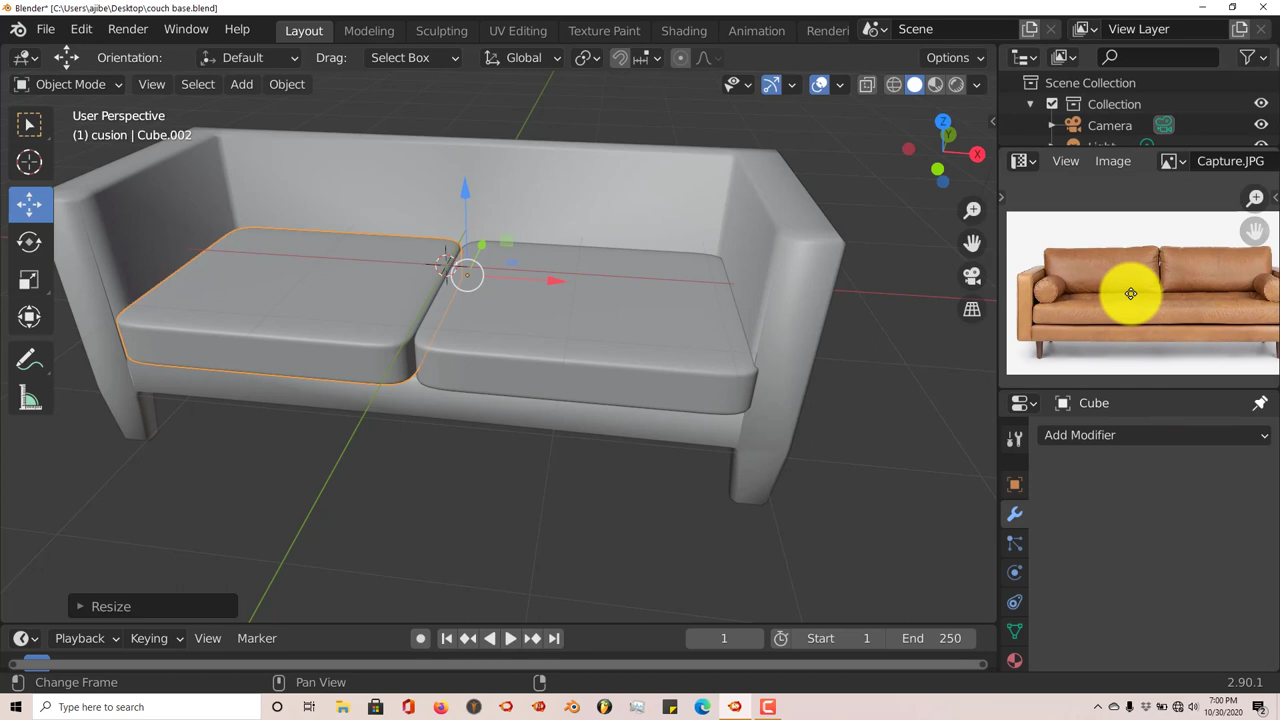 Blender* [C:\Users\ajibe\Desktop\couch base.blend]
File Edit Render Window Help Layout Modeling Sculpting UV Editing Texture Paint Shading Animation Renderi Scene View Layer
Orientation: Default Drag: Select Box Global Options
Object Mode View Select Add Object
User Perspective
(1) cusion | Cube.002
Z
Y
X
Scene Collection
Collection
Camera
View Image Capture.JPG
Cube
Add Modifier
Resize
Playback Keying View Marker 1 Start 1 End 250
Change Frame Pan View 2.90.1
Type here to search
7:00 PM
10/30/2020
2